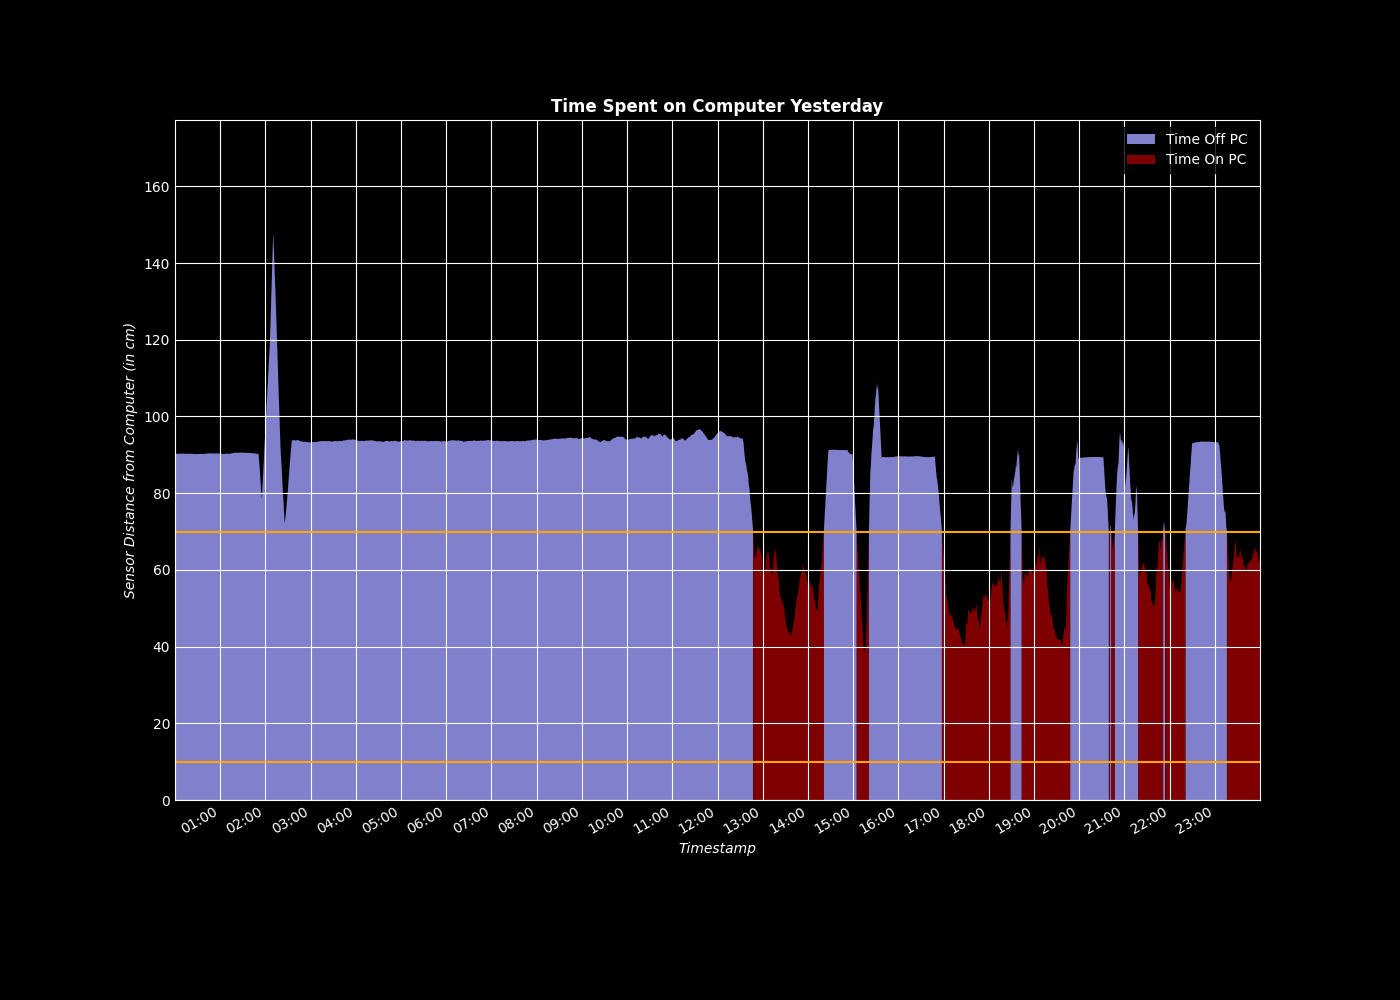 Time Spent on Computer Yesterday
Time Off PC
Time On PC
160
140
120
100
80
60
40
20
0
Sensor Distance from Computer (in cm)
01:00 02:00 03:00 04:00 05:00 06:00 07:00 08:00 09:00 10:00 11:00 12:00 13:00 14:00 15:00 16:00 17:00 18:00 19:00 20:00 21:00 22:00 23:00
Timestamp